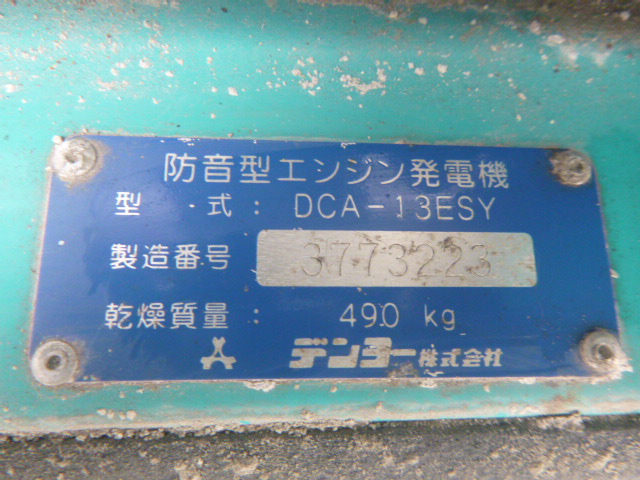 防音型エンジン発電機
型 式: DCA-13ESY
製造番号 3773223
乾燥質量: 490 kg
デンヨー株式会社